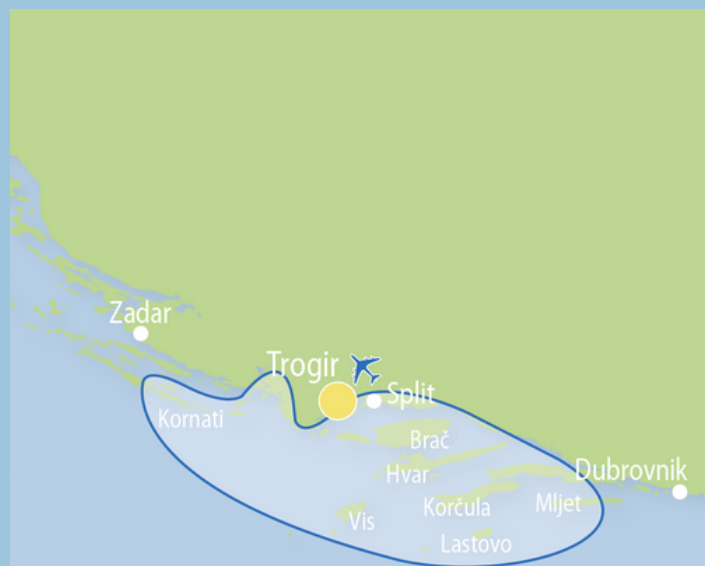 Zadar
Trogir
Split
Kornati
Brač
Hvar
Dubrovnik
Korčula
Mljet
Vis
Lastovo